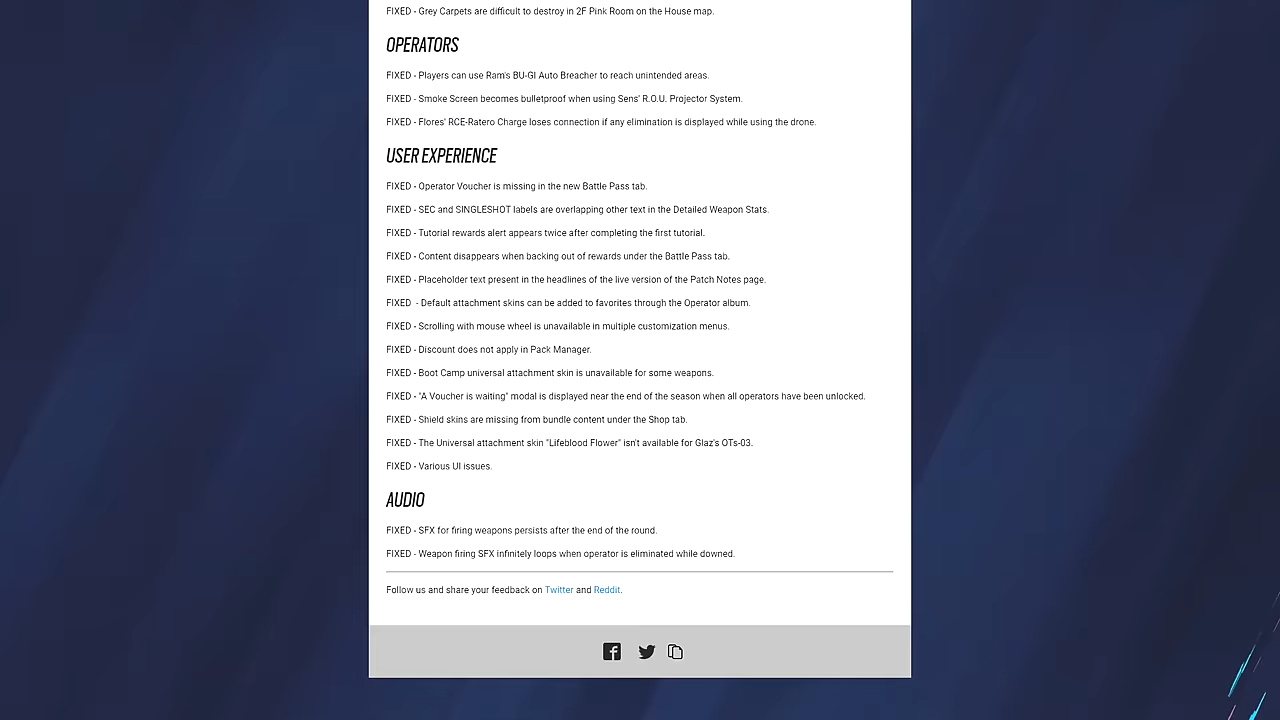 FIXED - Grey Carpets are difficult to destroy in 2F Pink Room on the House map.
OPERATORS
FIXED - Players can use Ram's BU-GI Auto Breacher to reach unintended areas.
FIXED - Smoke Screen becomes bulletproof when using Sens' R.O.U. Projector System.
FIXED - Flores' RCE-Ratero Charge loses connection if any elimination is displayed while using the drone.
USER EXPERIENCE
FIXED - Operator Voucher is missing in the new Battle Pass tab.
FIXED - SEC and SINGLESHOT labels are overlapping other text in the Detailed Weapon Stats.
FIXED - Tutorial rewards alert appears twice after completing the first tutorial.
FIXED - Content disappears when backing out of rewards under the Battle Pass tab.
FIXED - Placeholder text present in the headlines of the live version of the Patch Notes page.
FIXED  - Default attachment skins can be added to favorites through the Operator album.
FIXED - Scrolling with mouse wheel is unavailable in multiple customization menus.
FIXED - Discount does not apply in Pack Manager.
FIXED - Boot Camp universal attachment skin is unavailable for some weapons.
FIXED - "A Voucher is waiting" modal is displayed near the end of the season when all operators have been unlocked.
FIXED - Shield skins are missing from bundle content under the Shop tab.
FIXED - The Universal attachment skin "Lifeblood Flower" isn't available for Glaz's OTs-03.
FIXED - Various UI issues.
AUDIO
FIXED - SFX for firing weapons persists after the end of the round.
FIXED - Weapon firing SFX infinitely loops when operator is eliminated while downed.
Follow us and share your feedback on Twitter and Reddit.